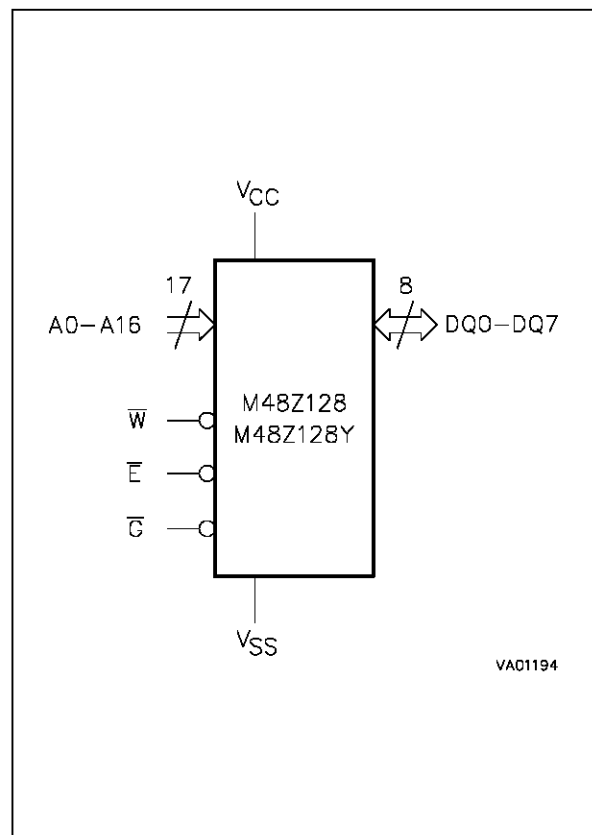 VCC
17
8
A0-A16
DQ0-DQ7
M48Z128
M48Z128Y
W̅
E̅
G̅
VSS
VA01194